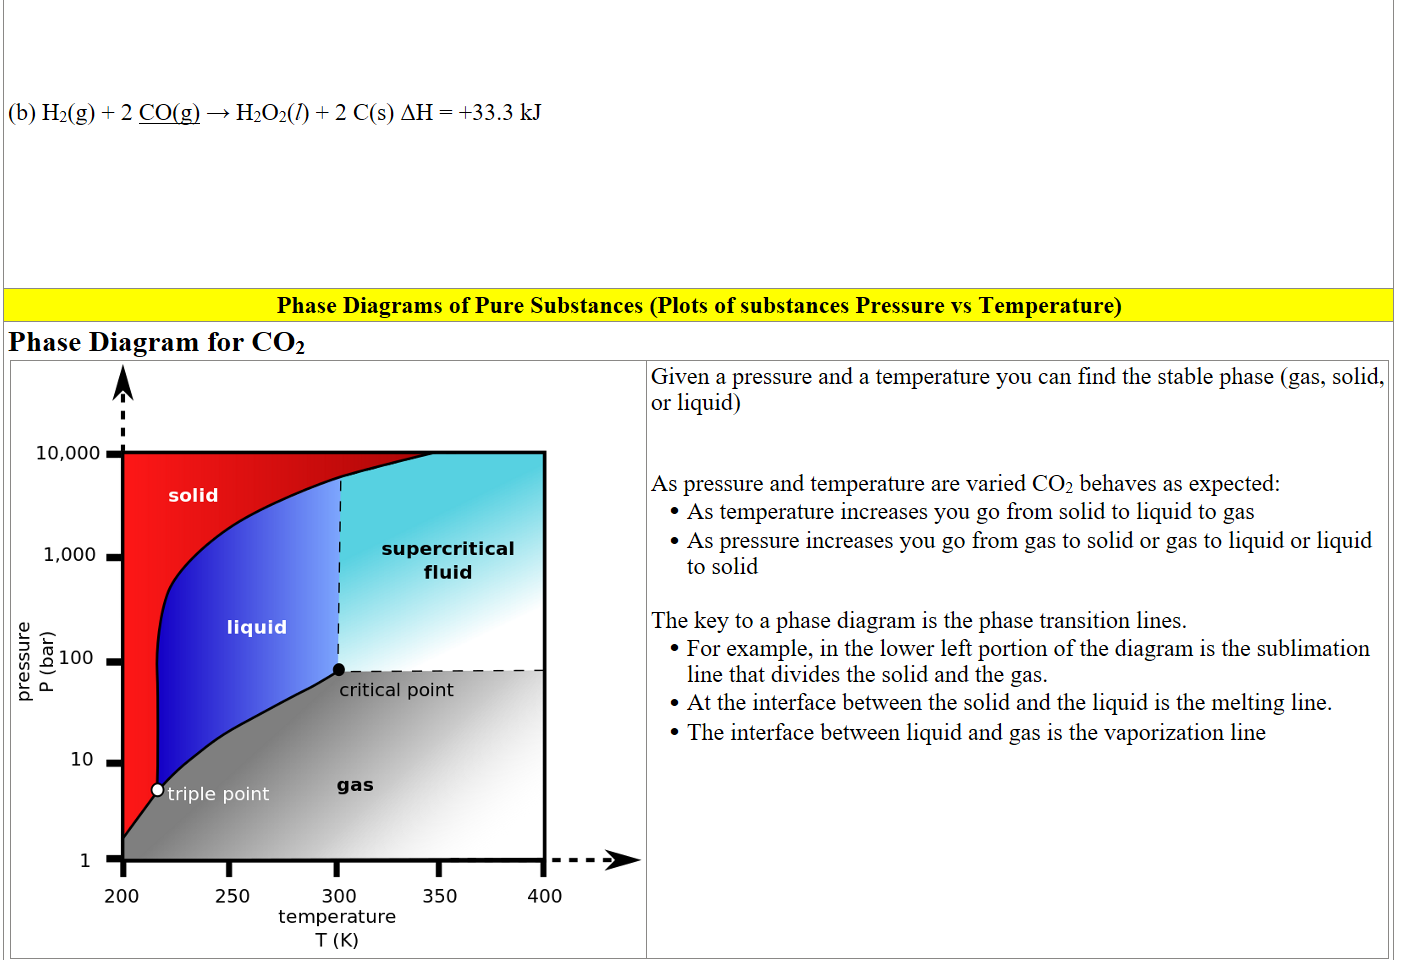 (b) H₂(g) + 2 CO(g) → H₂O₂(l) + 2 C(s) ΔH = +33.3 kJ
Phase Diagrams of Pure Substances (Plots of substances Pressure vs Temperature)
Phase Diagram for CO₂
10,000
1,000
100
10
1
pressure
P (bar)
solid
liquid
supercritical
fluid
critical point
gas
triple point
200
250
300
350
400
temperature
T (K)
Given a pressure and a temperature you can find the stable phase (gas, solid,
or liquid)
As pressure and temperature are varied CO₂ behaves as expected:
• As temperature increases you go from solid to liquid to gas
• As pressure increases you go from gas to solid or gas to liquid or liquid
to solid
The key to a phase diagram is the phase transition lines.
• For example, in the lower left portion of the diagram is the sublimation
line that divides the solid and the gas.
• At the interface between the solid and the liquid is the melting line.
• The interface between liquid and gas is the vaporization line